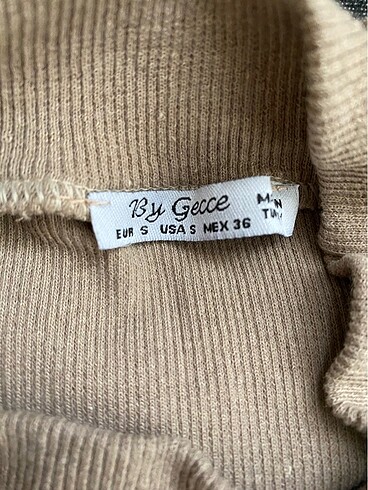 By Gecce
EUR S USA S MEX 36